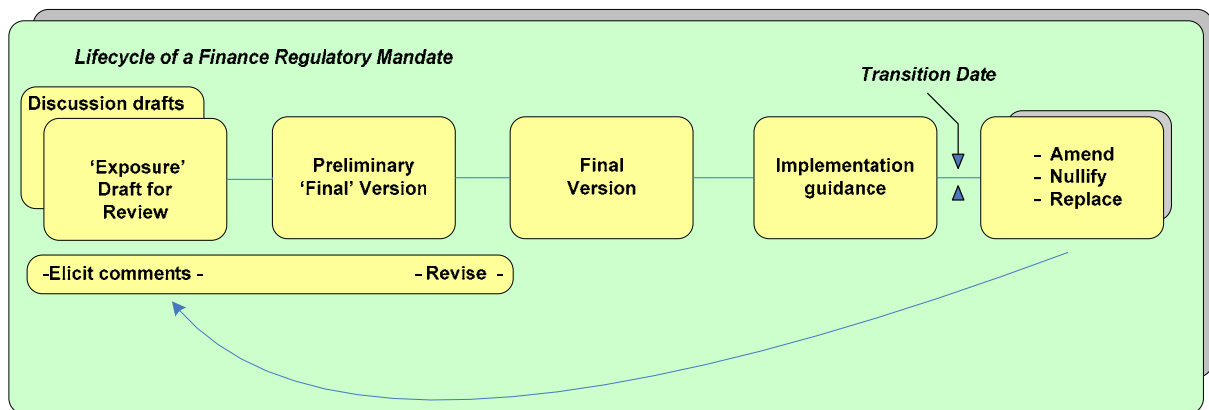 Lifecycle of a Finance Regulatory Mandate
Transition Date
Discussion drafts
‘Exposure’
Draft for
Review
Preliminary
‘Final’ Version
Final
Version
Implementation
guidance
- Amend
- Nullify
- Replace
-Elicit comments -
- Revise -